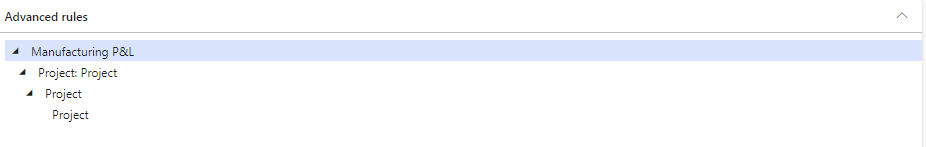 Advanced rules
Manufacturing P&L
Project: Project
Project
Project